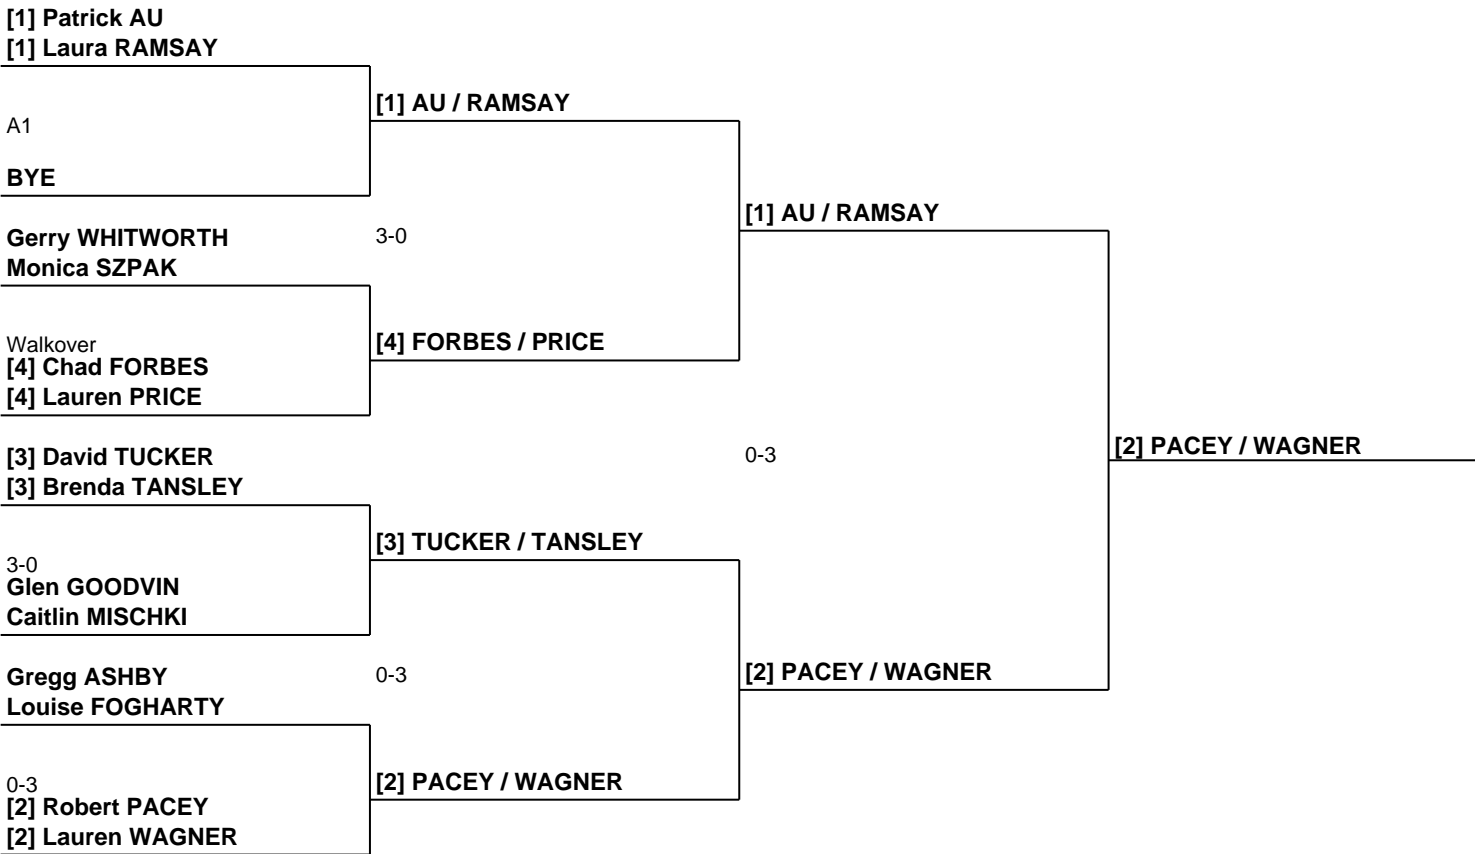 [1] Patrick AU
[1] Laura RAMSAY
[1] AU / RAMSAY
A1
BYE
[1] AU / RAMSAY
Gerry WHITWORTH
3-0
Monica SZPAK
Walkover
[4] FORBES / PRICE
[4] Chad FORBES
[4] Lauren PRICE
[3] David TUCKER
0-3
[2] PACEY / WAGNER
[3] Brenda TANSLEY
[3] TUCKER / TANSLEY
3-0
Glen GOODVIN
Caitlin MISCHKI
Gregg ASHBY
0-3
[2] PACEY / WAGNER
Louise FOGHARTY
0-3
[2] PACEY / WAGNER
[2] Robert PACEY
[2] Lauren WAGNER